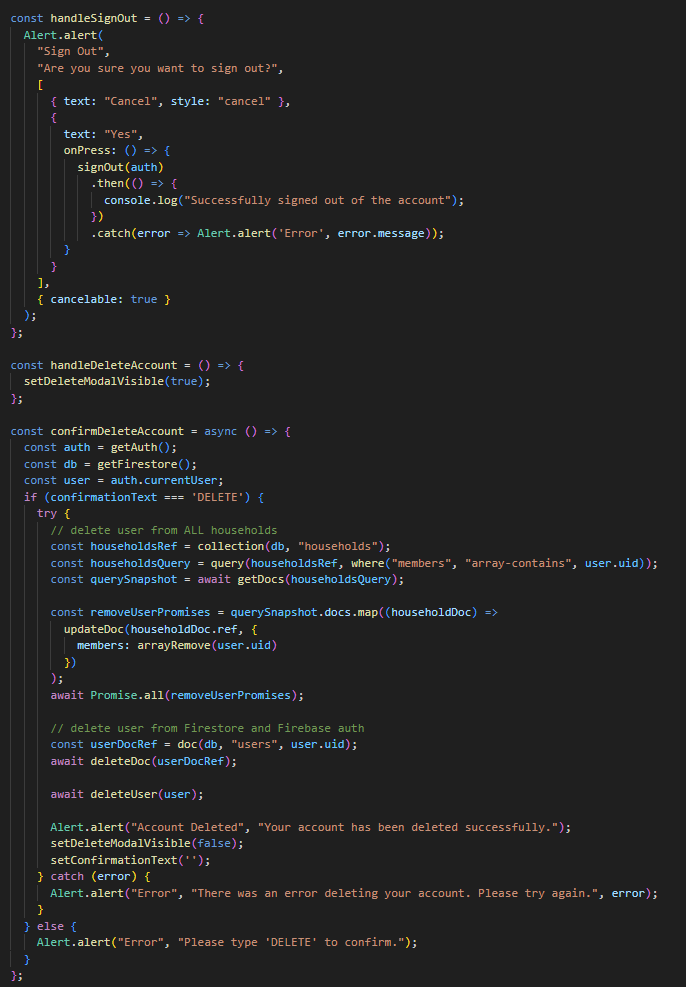 const handleSignOut = () => {
  Alert.alert(
    "Sign Out",
    "Are you sure you want to sign out?",
    [
      { text: "Cancel", style: "cancel" },
      {
        text: "Yes",
        onPress: () => {
          signOut(auth)
            .then(() => {
              console.log("Successfully signed out of the account");
            })
            .catch(error => Alert.alert('Error', error.message));
        }
      }
    ],
    { cancelable: true }
  );
};

const handleDeleteAccount = () => {
  setDeleteModalVisible(true);
};

const confirmDeleteAccount = async () => {
  const auth = getAuth();
  const db = getFirestore();
  const user = auth.currentUser;
  if (confirmationText === 'DELETE') {
    try {
      // delete user from ALL households
      const householdsRef = collection(db, "households");
      const householdsQuery = query(householdsRef, where("members", "array-contains", user.uid));
      const querySnapshot = await getDocs(householdsQuery);

      const removeUserPromises = querySnapshot.docs.map((householdDoc) =>
        updateDoc(householdDoc.ref, {
          members: arrayRemove(user.uid)
        })
      );
      await Promise.all(removeUserPromises);

      // delete user from Firestore and Firebase auth
      const userDocRef = doc(db, "users", user.uid);
      await deleteDoc(userDocRef);

      await deleteUser(user);

      Alert.alert("Account Deleted", "Your account has been deleted successfully.");
      setDeleteModalVisible(false);
      setConfirmationText('');
    } catch (error) {
      Alert.alert("Error", "There was an error deleting your account. Please try again.", error);
    }
  } else {
    Alert.alert("Error", "Please type 'DELETE' to confirm.");
  }
};